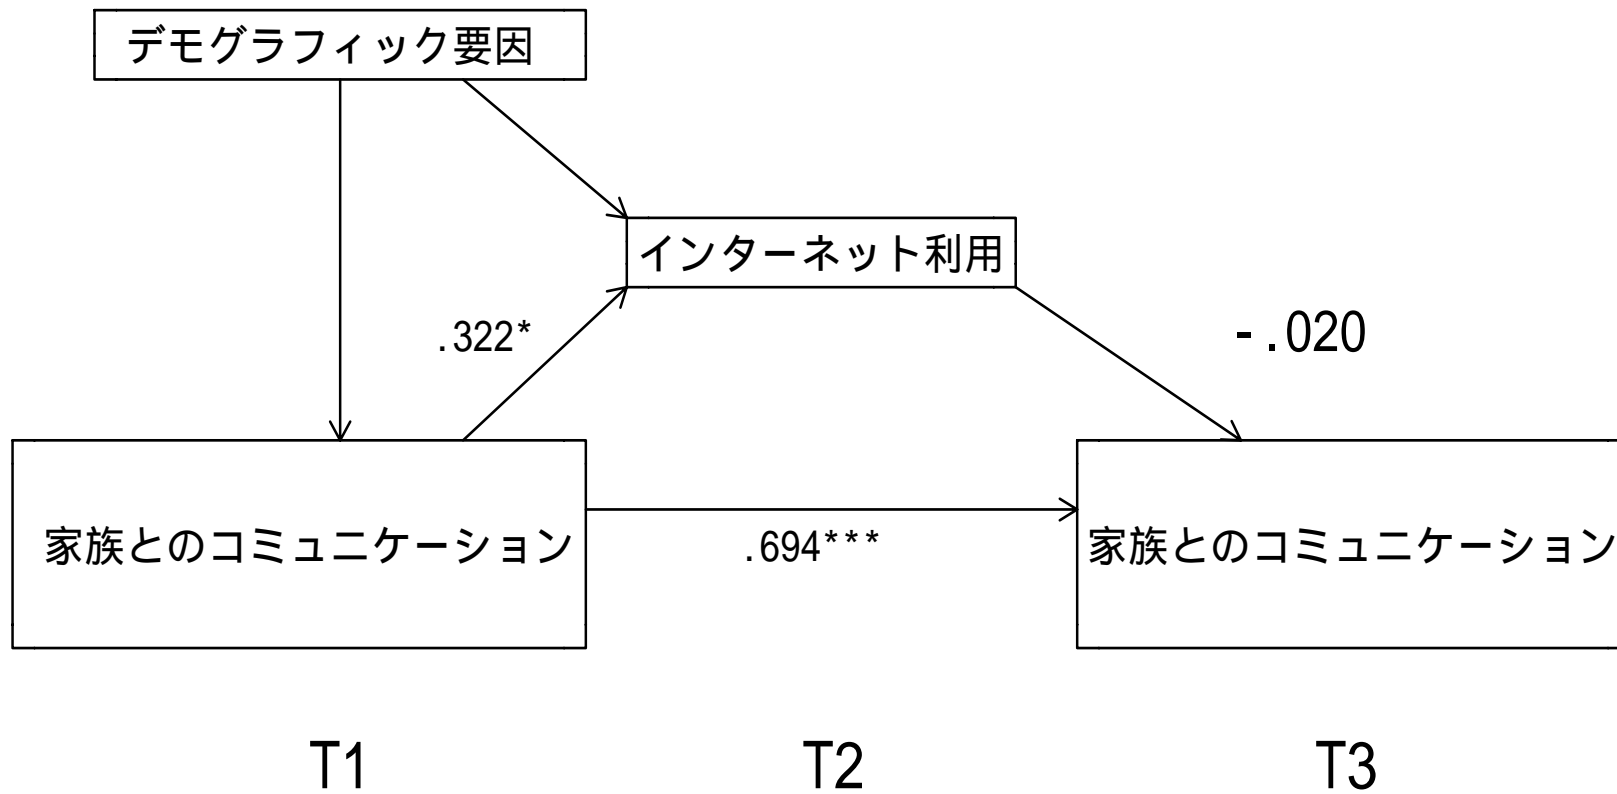 デモグラフィック要因
インターネット利用
.322*
-.020
家族とのコミュニケーション
.694***
家族とのコミュニケーション
T1
T2
T3